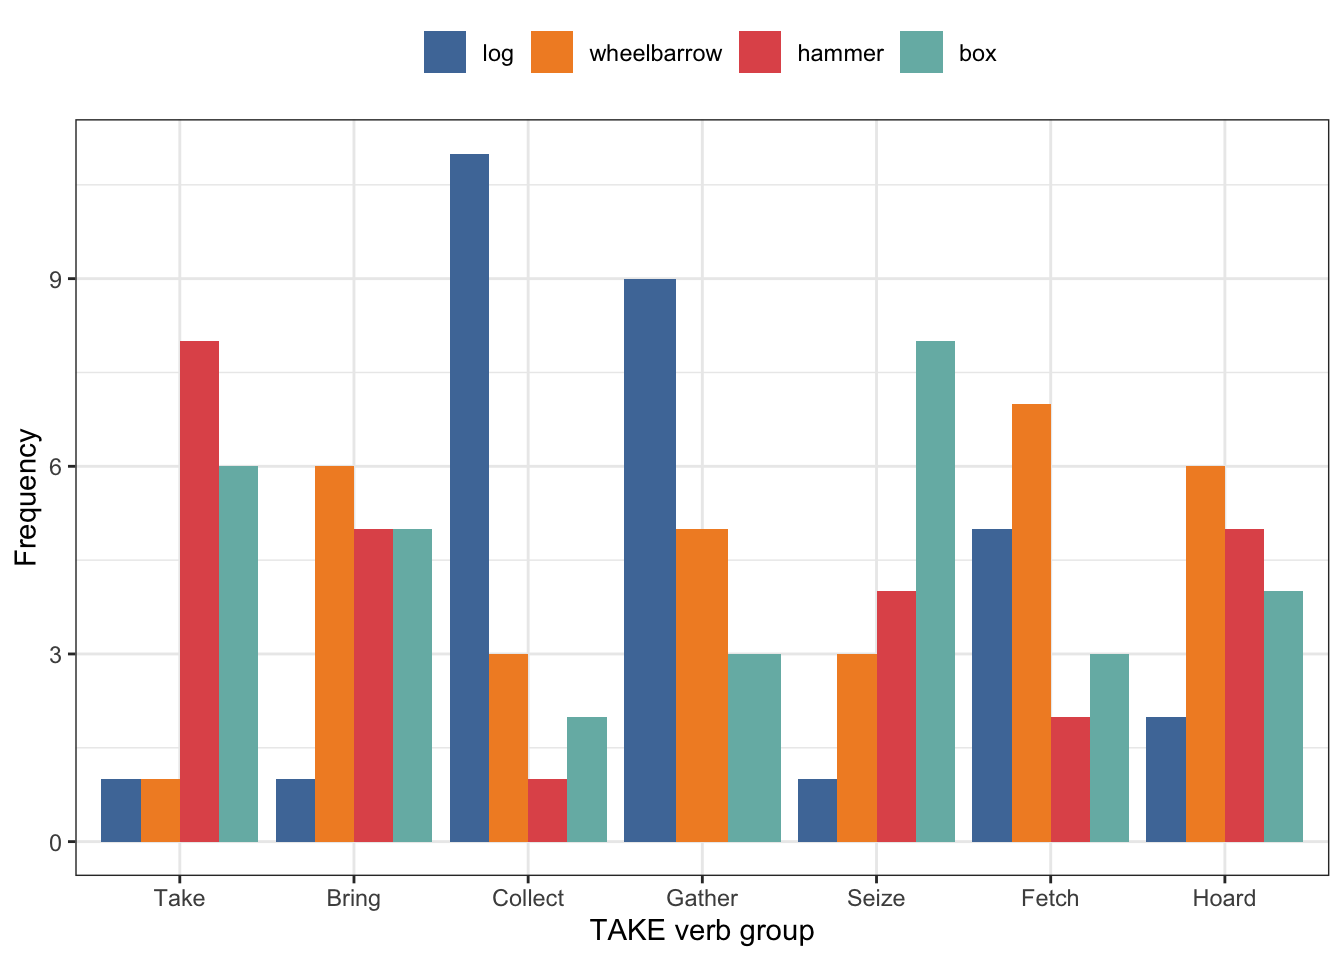 log wheelbarrow hammer box
9
6
3
0
Frequency
Take Bring Collect Gather Seize Fetch Hoard
TAKE verb group